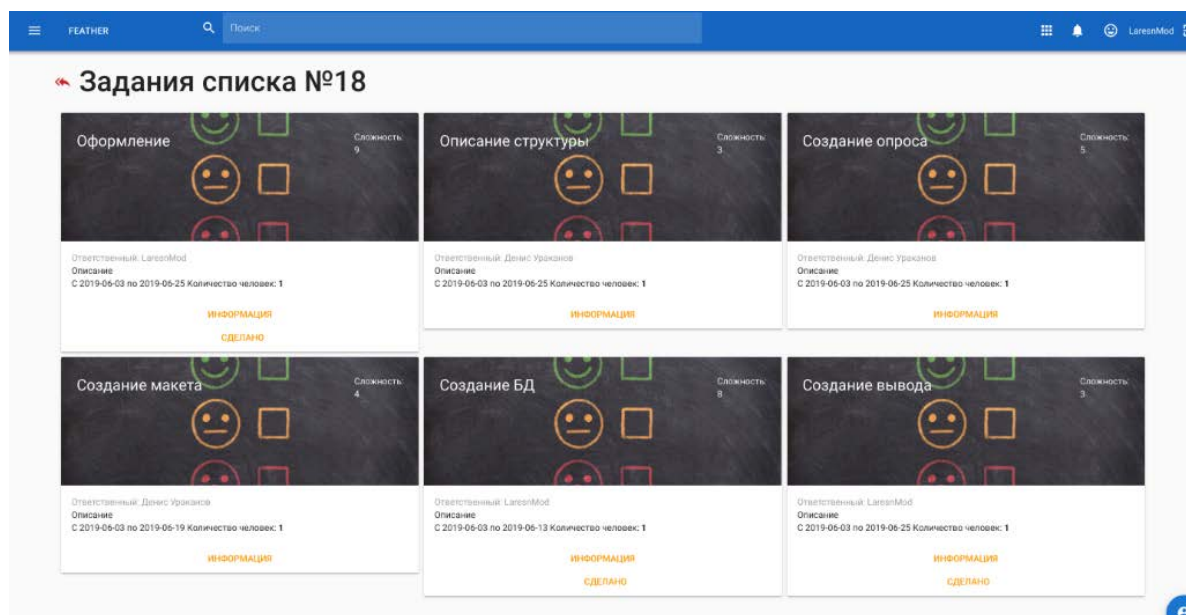 FEATHER
Поиск
LaresnMod
Задания списка №18
Оформление
Сложность:
9
Описание структуры
Сложность:
3
Создание опроса
Сложность:
5
Ответственный: LaresnMod
Описание
С 2019-06-03 по 2019-06-25 Количество человек: 1
ИНФОРМАЦИЯ
СДЕЛАНО
Ответственный: Денис Ураканов
Описание
С 2019-06-03 по 2019-06-25 Количество человек: 1
ИНФОРМАЦИЯ
Ответственный: Денис Ураканов
Описание
С 2019-06-03 по 2019-06-25 Количество человек: 1
ИНФОРМАЦИЯ
Создание макета
Сложность:
4
Создание БД
Сложность:
8
Создание вывода
Сложность:
3
Ответственный: Денис Ураканов
Описание
С 2019-06-03 по 2019-06-19 Количество человек: 1
ИНФОРМАЦИЯ
Ответственный: LaresnMod
Описание
С 2019-06-03 по 2019-06-13 Количество человек: 1
ИНФОРМАЦИЯ
СДЕЛАНО
Ответственный: LaresnMod
Описание
С 2019-06-03 по 2019-06-25 Количество человек: 1
ИНФОРМАЦИЯ
СДЕЛАНО